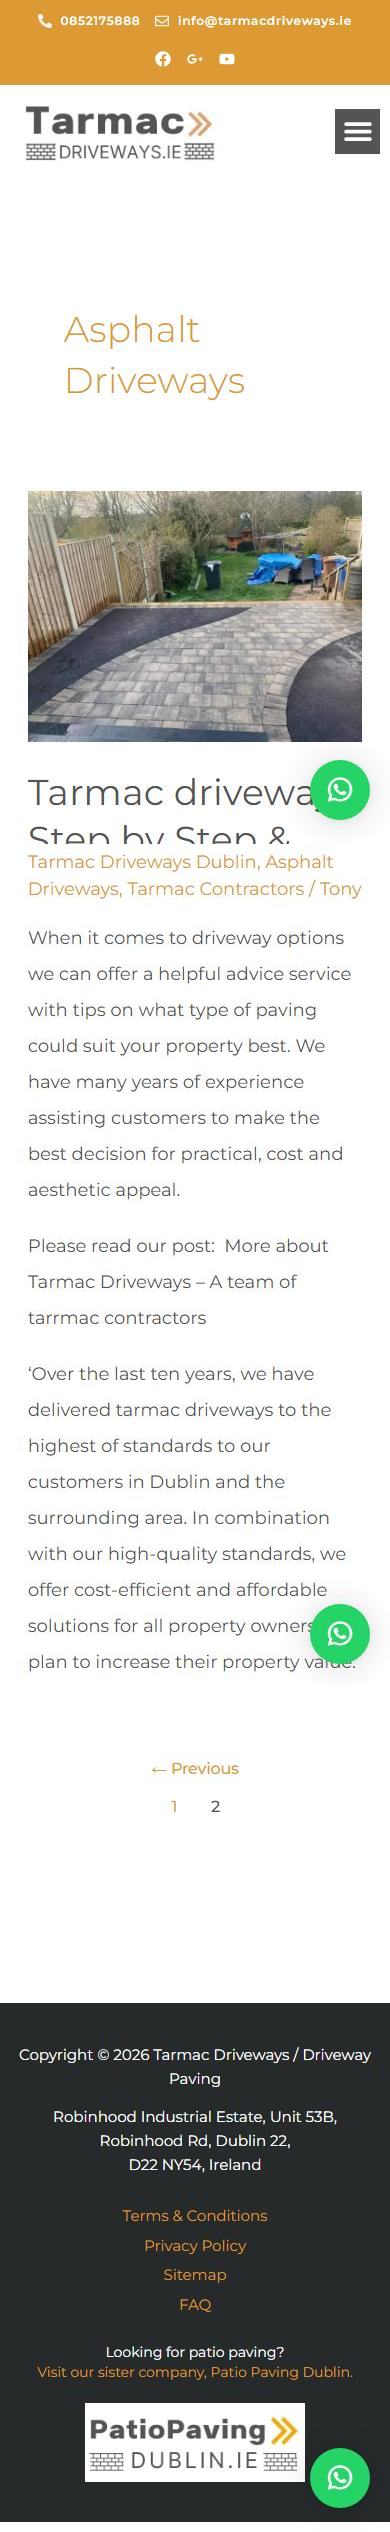 0852175888 info@tarmacdriveways.ie
Tarmac
DRIVEWAYS.IE
Asphalt
Driveways
Tarmac driveway
Step by Step &
Tarmac Driveways Dublin, Asphalt
Driveways, Tarmac Contractors / Tony
When it comes to driveway options
we can offer a helpful advice service
with tips on what type of paving
could suit your property best. We
have many years of experience
assisting customers to make the
best decision for practical, cost and
aesthetic appeal.
Please read our post:  More about
Tarmac Driveways – A team of
tarrmac contractors
‘Over the last ten years, we have
delivered tarmac driveways to the
highest of standards to our
customers in Dublin and the
surrounding area. In combination
with our high-quality standards, we
offer cost-efficient and affordable
solutions for all property owners
plan to increase their property value.
← Previous
1 2
Copyright © 2026 Tarmac Driveways / Driveway
Paving
Robinhood Industrial Estate, Unit 53B,
Robinhood Rd, Dublin 22,
D22 NY54, Ireland
Terms & Conditions
Privacy Policy
Sitemap
FAQ
Looking for patio paving?
Visit our sister company, Patio Paving Dublin.
PatioPaving
DUBLIN.IE